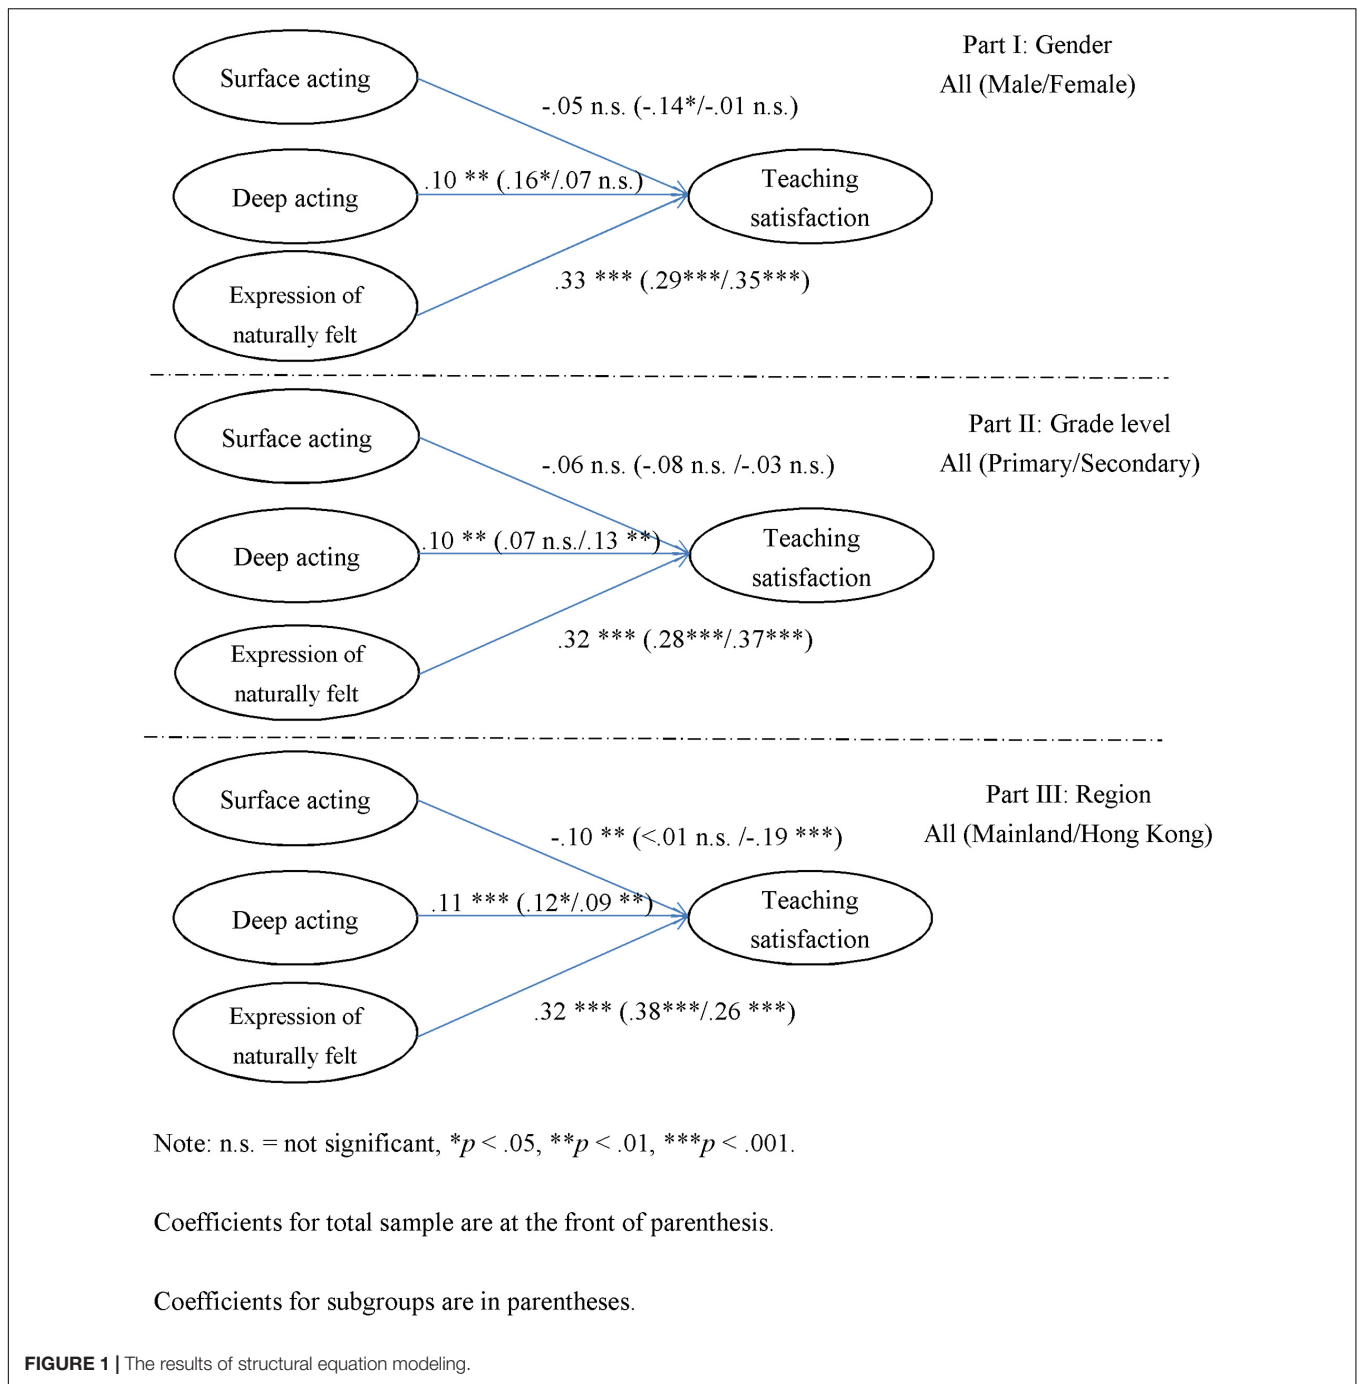 Part I: Gender
All (Male/Female)
Surface acting
-.05 n.s. (-.14*/-.01 n.s.)
Deep acting
.10 ** (.16*/.07 n.s.)
Teaching
satisfaction
.33 *** (.29***/.35***)
Expression of
naturally felt
Part II: Grade level
All (Primary/Secondary)
Surface acting
-.06 n.s. (-.08 n.s. /-.03 n.s.)
Deep acting
.10 ** (.07 n.s./.13 **)
Teaching
satisfaction
.32 *** (.28***/.37***)
Expression of
naturally felt
Part III: Region
All (Mainland/Hong Kong)
Surface acting
-.10 ** (<.01 n.s. /-.19 ***)
Deep acting
.11 *** (.12*/.09 **)
Teaching
satisfaction
.32 *** (.38***/.26 ***)
Expression of
naturally felt
Note: n.s. = not significant, *p < .05, **p < .01, ***p < .001.
Coefficients for total sample are at the front of parenthesis.
Coefficients for subgroups are in parentheses.
FIGURE 1 | The results of structural equation modeling.